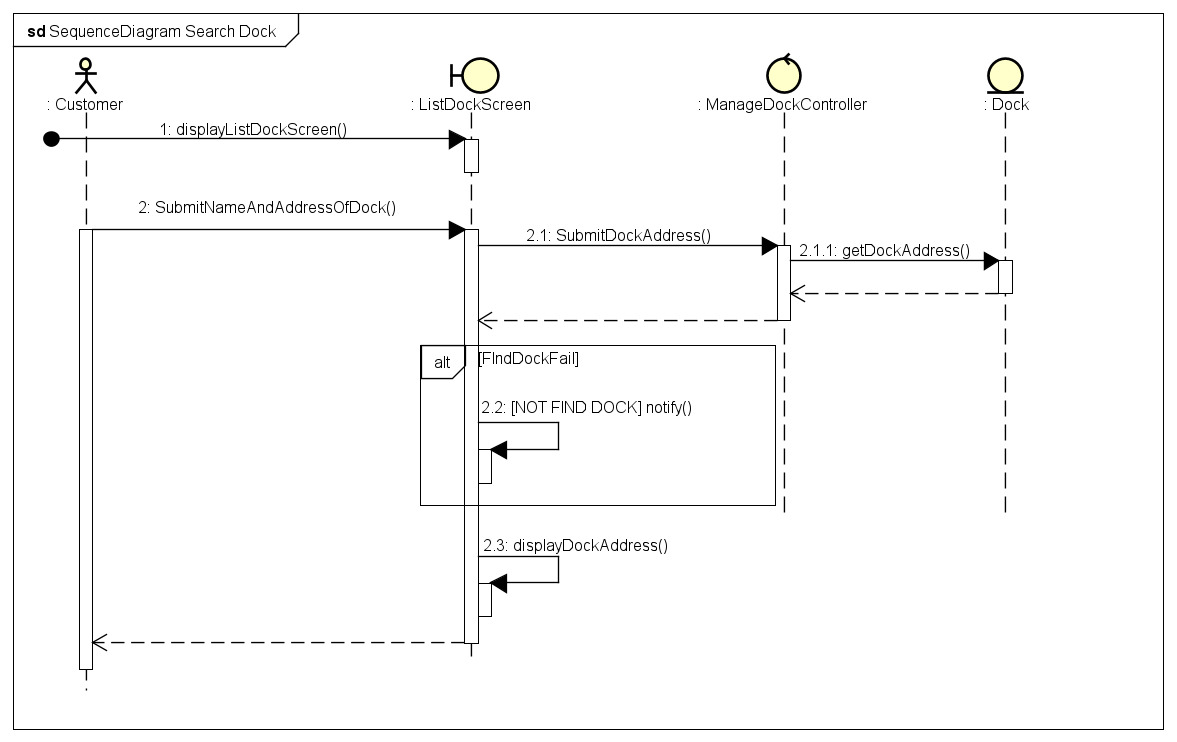 sd SequenceDiagram Search Dock
: Customer
: ListDockScreen
: ManageDockController
: Dock
1: displayListDockScreen()
2: SubmitNameAndAddressOfDock()
2.1: SubmitDockAddress()
2.1.1: getDockAddress()
alt
[FIndDockFail]
2.2: [NOT FIND DOCK] notify()
2.3: displayDockAddress()